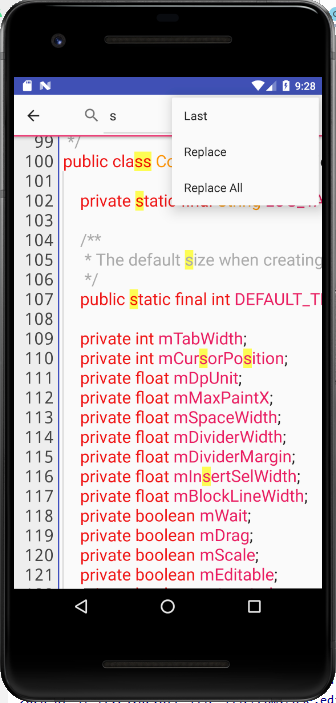 9:28
s
Last
Replace
Replace All
99 */
100 public class
101
102 private static final String
103
104 /**
105 * The default size when creating
106 */
107 public static final int
108
109 private int mTabWidth;
110 private int mCursorPosition;
111 private float mDpUnit;
112 private float mMaxPaintX;
113 private float mSpaceWidth;
114 private float mDividerWidth;
115 private float mDividerMargin;
116 private float mInsertSelWidth;
117 private float mBlockLineWidth;
118 private boolean mWait;
119 private boolean mDrag;
120 private boolean mScale;
121 private boolean mEditable;